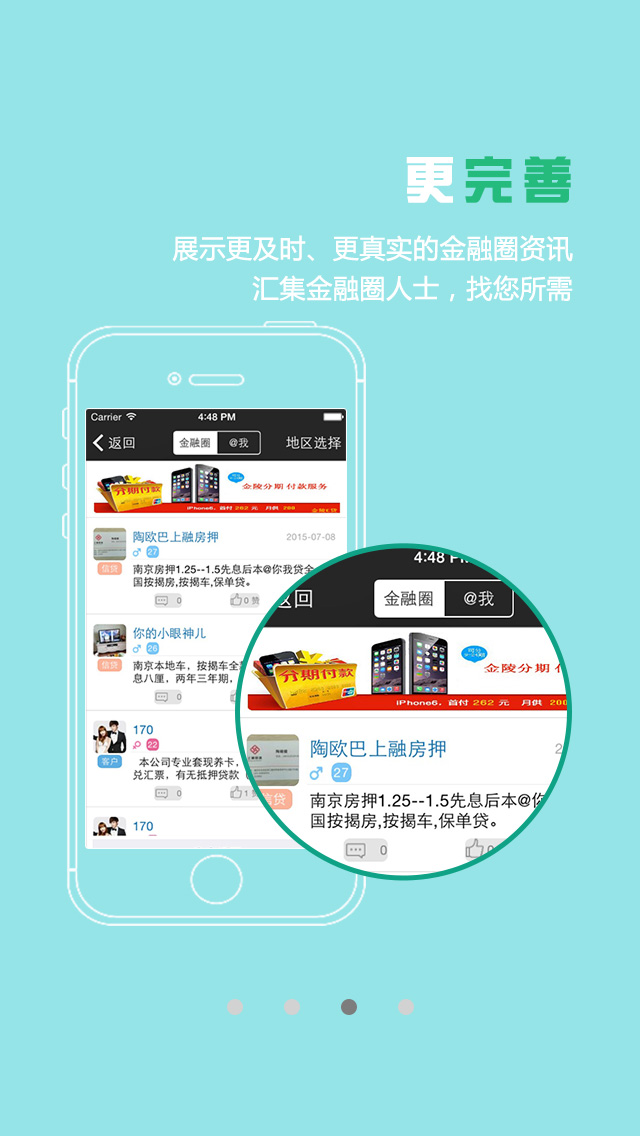 更完善
展示更及时、更真实的金融圈资讯
汇集金融圈人士，找您所需
Carrier 4:48 PM
返回 金融圈 @我 地区选择
分期付款 金陵分期 付款服务
iPhone6，首付 262 元 月供 200 金陵E贷
陶欧巴上融房押 2015-07-08
27
信贷 南京房押1.25--1.5先息后本@你我贷全
国按揭房,按揭车,保单贷。
0 0 赞
你的小眼神儿
26
信贷 南京本地车，按揭车全
息八厘，两年三年期，
0
170
22
客户 本公司专业套现养卡，
兑汇票，有无抵押贷款
0 1
170
4:48 PM
返回 金融圈 @我
分期付款 金陵分期 付
iPhone6，首付 262 元 月供 200
陶欧巴上融房押 2
27
信贷 南京房押1.25--1.5先息后本@你
国按揭房,按揭车,保单贷。
0 0